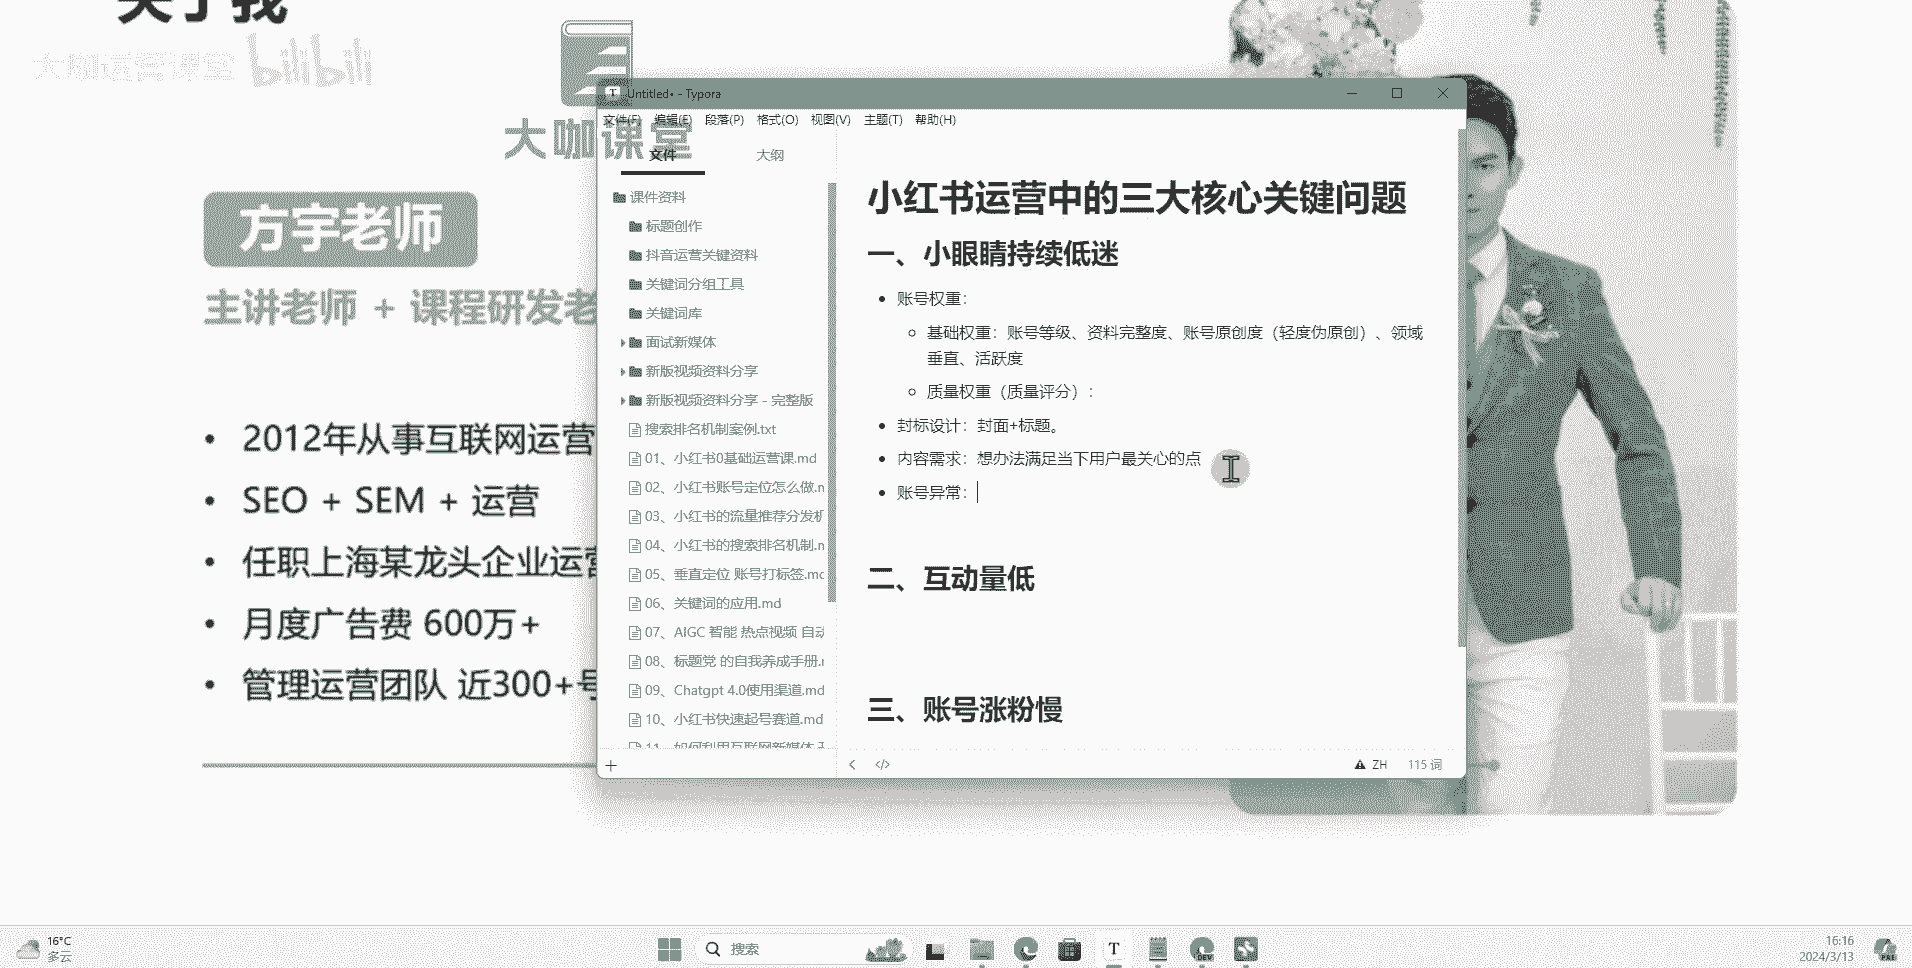 关于我
大咖运营课堂 bilibili
大咖课堂
方宇老师
主讲老师 + 课程研发老
2012年从事互联网运营
SEO + SEM + 运营
任职上海某龙头企业运营
月度广告费 600万+
管理运营团队 近300+号
Untitled• - Typora
文件(F) 编辑(E) 段落(P) 格式(O) 视图(V) 主题(T) 帮助(H)
文件 大纲
课件资料
标题创作
抖音运营关键资料
关键词分组工具
关键词库
面试新媒体
新版视频资料分享
新版视频资料分享 - 完整版
搜索排名机制案例.txt
01、小红书0基础运营课.md
02、小红书账号定位怎么做.m
03、小红书的流量推荐分发机
04、小红书的搜索排名机制.m
05、垂直定位 账号打标签.mc
06、关键词的应用.md
07、AIGC 智能 热点视频 自动
08、标题党 的自我养成手册.m
09、Chatgpt 4.0使用渠道.md
10、小红书快速起号赛道.md
11、如何利用互联网新媒体
小红书运营中的三大核心关键问题
一、小眼睛持续低迷
账号权重：
基础权重：账号等级、资料完整度、账号原创度（轻度伪原创）、领域
垂直、活跃度
质量权重（质量评分）：
封标设计：封面+标题。
内容需求：想办法满足当下用户最关心的点
账号异常：
二、互动量低
三、账号涨粉慢
ZH 115 词
16°C
多云
搜索
DEV
16:16
2024/3/13